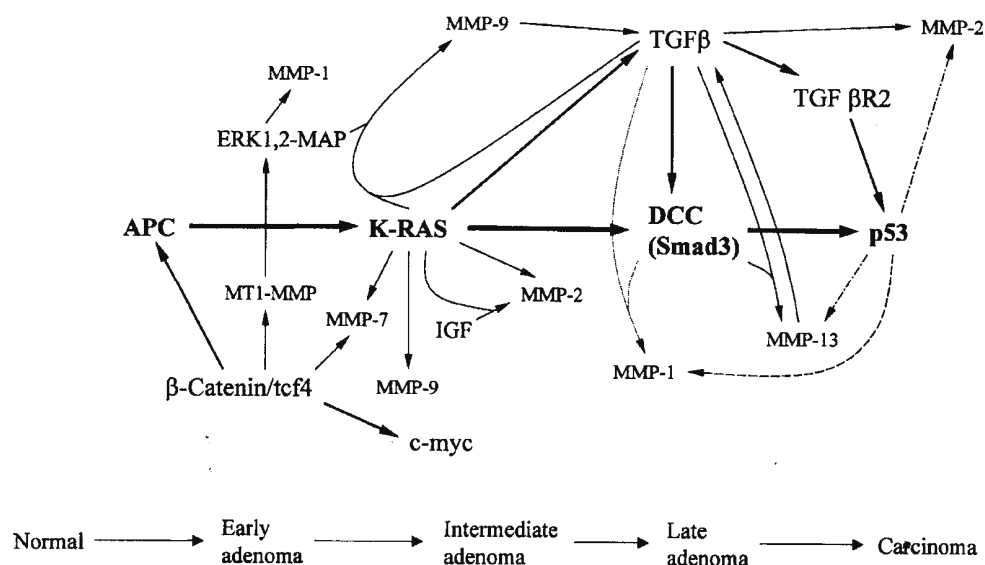 MMP-9
TGFβ
MMP-2
MMP-1
TGF βR2
ERK1,2-MAP
APC
K-RAS
DCC
(Smad3)
p53
MT1-MMP
MMP-7
IGF
MMP-2
MMP-13
β-Catenin/tcf4
MMP-9
MMP-1
c-myc
Normal
Early
adenoma
Intermediate
adenoma
Late
adenoma
Carcinoma